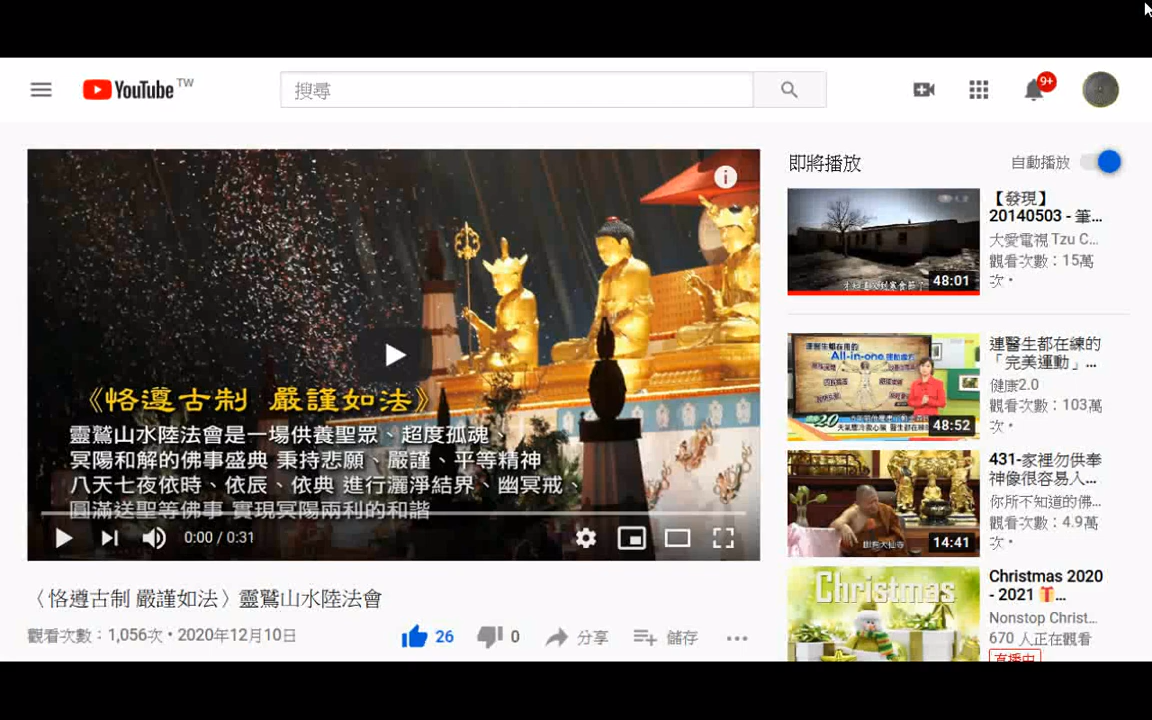 YouTube TW
搜尋
9+
《恪遵古制 嚴謹如法》
靈鷲山水陸法會是一場供養聖眾、超度孤魂、
冥陽和解的佛事盛典 秉持悲願、嚴謹、平等精神
八天七夜依時、依辰、依典 進行灑淨結界、幽冥戒、
圓滿送聖等佛事 實現冥陽兩利的和諧
0:00 / 0:31
〈恪遵古制 嚴謹如法〉靈鷲山水陸法會
觀看次數：1,056次 • 2020年12月10日
26
0
分享
儲存
即將播放
自動播放
48:01
【發現】
20140503 - 筆...
大愛電視 Tzu C...
觀看次數：15萬
次 •
All-in-one
48:52
連醫生都在練的
「完美運動」...
健康2.0
觀看次數：103萬
次 •
14:41
431-家裡勿供奉
神像很容易入...
你所不知道的佛...
觀看次數：4.9萬
次 •
Christmas
Christmas 2020
- 2021 🎁...
Nonstop Christ...
670 人正在觀看
直播中